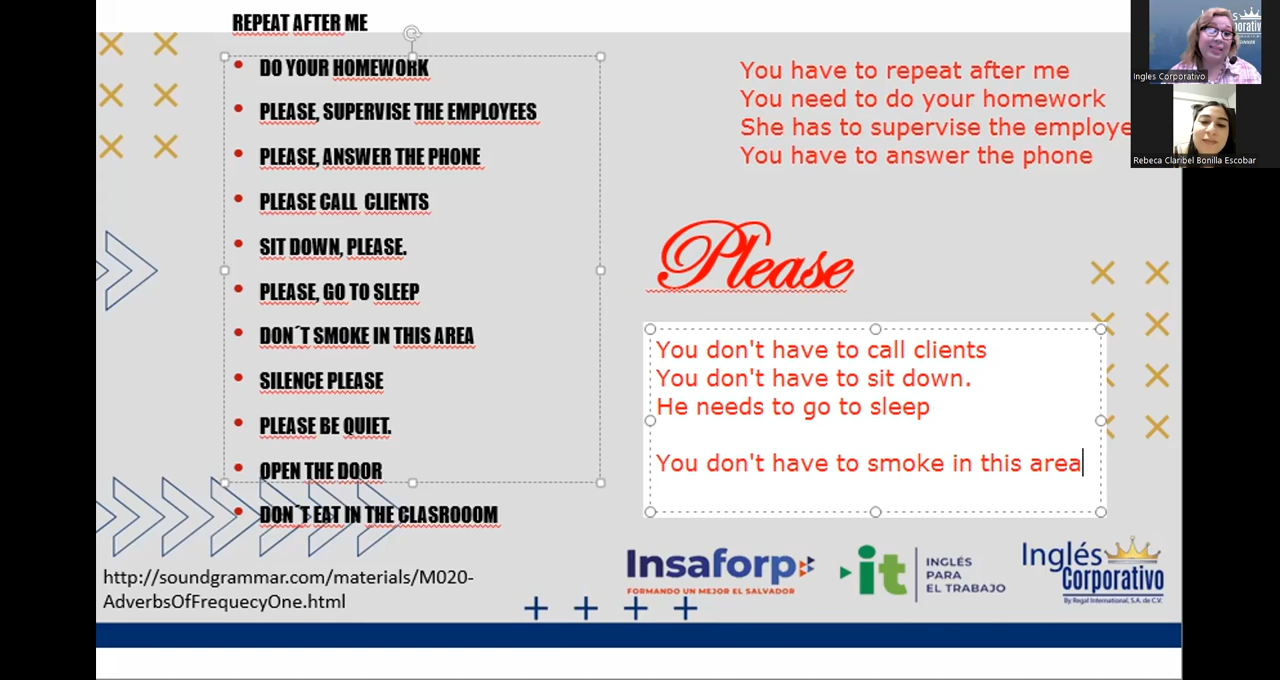 REPEAT AFTER ME
DO YOUR HOMEWORK
PLEASE, SUPERVISE THE EMPLOYEES
PLEASE, ANSWER THE PHONE
PLEASE CALL CLIENTS
SIT DOWN, PLEASE.
PLEASE, GO TO SLEEP
DON´T SMOKE IN THIS AREA
SILENCE PLEASE
PLEASE BE QUIET.
OPEN THE DOOR
DON´T EAT IN THE CLASROOOM
http://soundgrammar.com/materials/M020-
AdverbsOfFrequecyOne.html
You have to repeat after me
You need to do your homework
She has to supervise the employe
You have to answer the phone
Please
You don't have to call clients
You don't have to sit down.
He needs to go to sleep
You don't have to smoke in this area
Insaforp
FORMANDO UN MEJOR EL SALVADOR
it
INGLÉS
PARA
EL TRABAJO
Inglés
Corporativo
By Regal International, S.A. de C.V.
Ingles Corporativo
Rebeca Claribel Bonilla Escobar